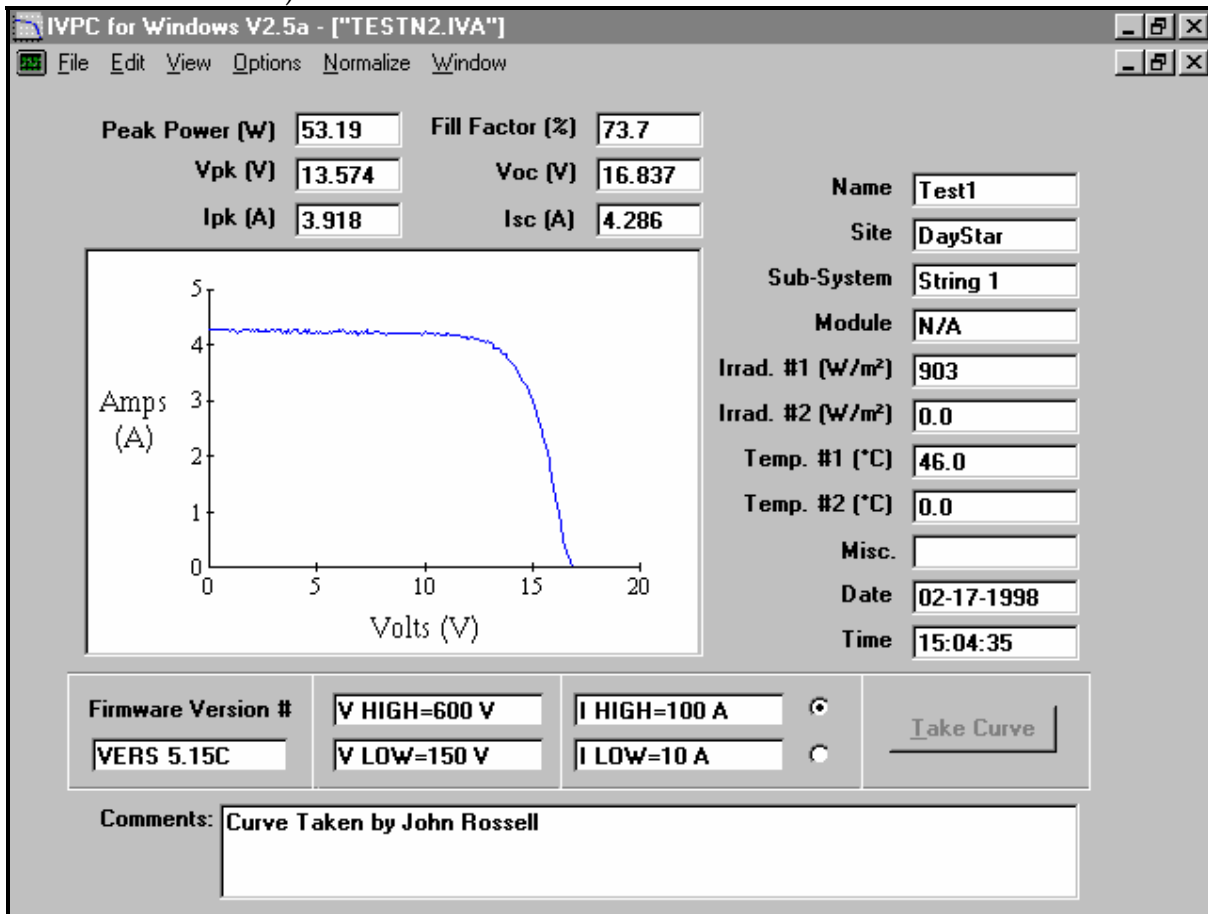 IVPC for Windows V2.5a - ["TESTN2.IVA"]
File Edit View Options Normalize Window
Peak Power (W) 53.19 Fill Factor (%) 73.7
Vpk (V) 13.574 Voc (V) 16.837
Ipk (A) 3.918 Isc (A) 4.286
Name Test1
Site DayStar
Sub-System String 1
Module N/A
Irrad. #1 (W/m²) 903
Irrad. #2 (W/m²) 0.0
Temp. #1 (°C) 46.0
Temp. #2 (°C) 0.0
Misc.
Date 02-17-1998
Time 15:04:35
5
4
Amps 3
(A)
2
1
0
0 5 10 15 20
Volts (V)
Firmware Version # V HIGH=600 V I HIGH=100 A
VERS 5.15C V LOW=150 V I LOW=10 A
Take Curve
Comments: Curve Taken by John Rossell